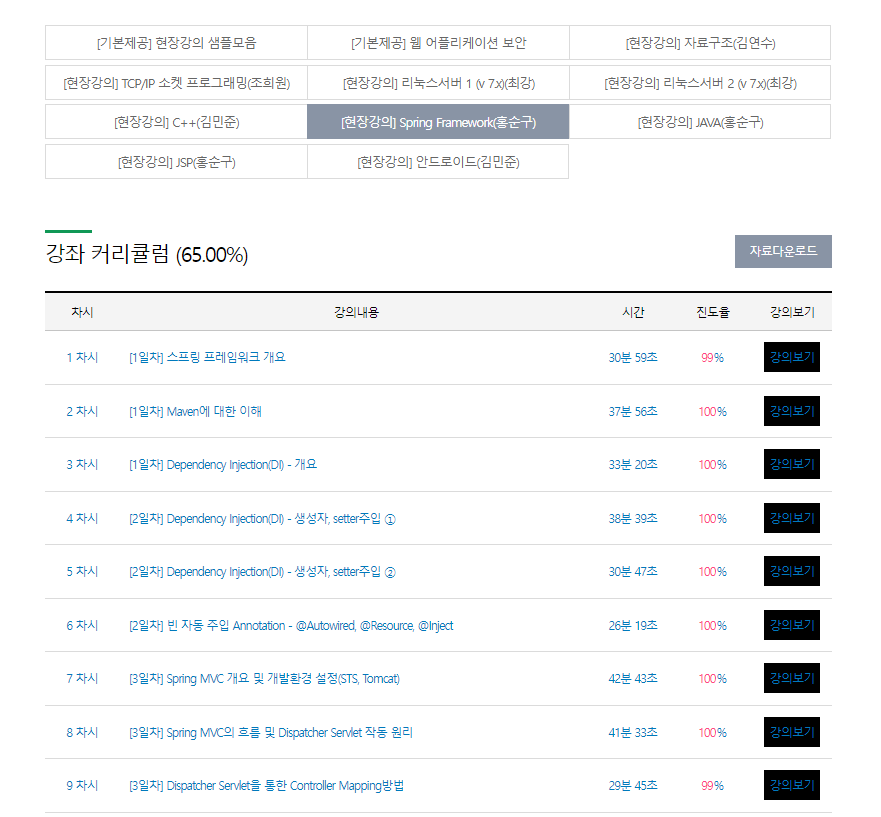 [기본제공] 현장강의 샘플모음 [기본제공] 웹 어플리케이션 보안 [현장강의] 자료구조(김연수)
[현장강의] TCP/IP 소켓 프로그래밍(조희원) [현장강의] 리눅스서버 1 (v 7.x)(최강) [현장강의] 리눅스서버 2 (v 7.x)(최강)
[현장강의] C++(김민준) [현장강의] Spring Framework(홍순구) [현장강의] JAVA(홍순구)
[현장강의] JSP(홍순구) [현장강의] 안드로이드(김민준)
강좌 커리큘럼 (65.00%) 자료다운로드
차시 강의내용 시간 진도율 강의보기
1 차시 [1일차] 스프링 프레임워크 개요 30분 59초 99% 강의보기
2 차시 [1일차] Maven에 대한 이해 37분 56초 100% 강의보기
3 차시 [1일차] Dependency Injection(DI) - 개요 33분 20초 100% 강의보기
4 차시 [2일차] Dependency Injection(DI) - 생성자, setter주입 ① 38분 39초 100% 강의보기
5 차시 [2일차] Dependency Injection(DI) - 생성자, setter주입 ② 30분 47초 100% 강의보기
6 차시 [2일차] 빈 자동 주입 Annotation - @Autowired, @Resource, @Inject 26분 19초 100% 강의보기
7 차시 [3일차] Spring MVC 개요 및 개발환경 설정(STS, Tomcat) 42분 43초 100% 강의보기
8 차시 [3일차] Spring MVC의 흐름 및 Dispatcher Servlet 작동 원리 41분 33초 100% 강의보기
9 차시 [3일차] Dispatcher Servlet을 통한 Controller Mapping방법 29분 45초 99% 강의보기